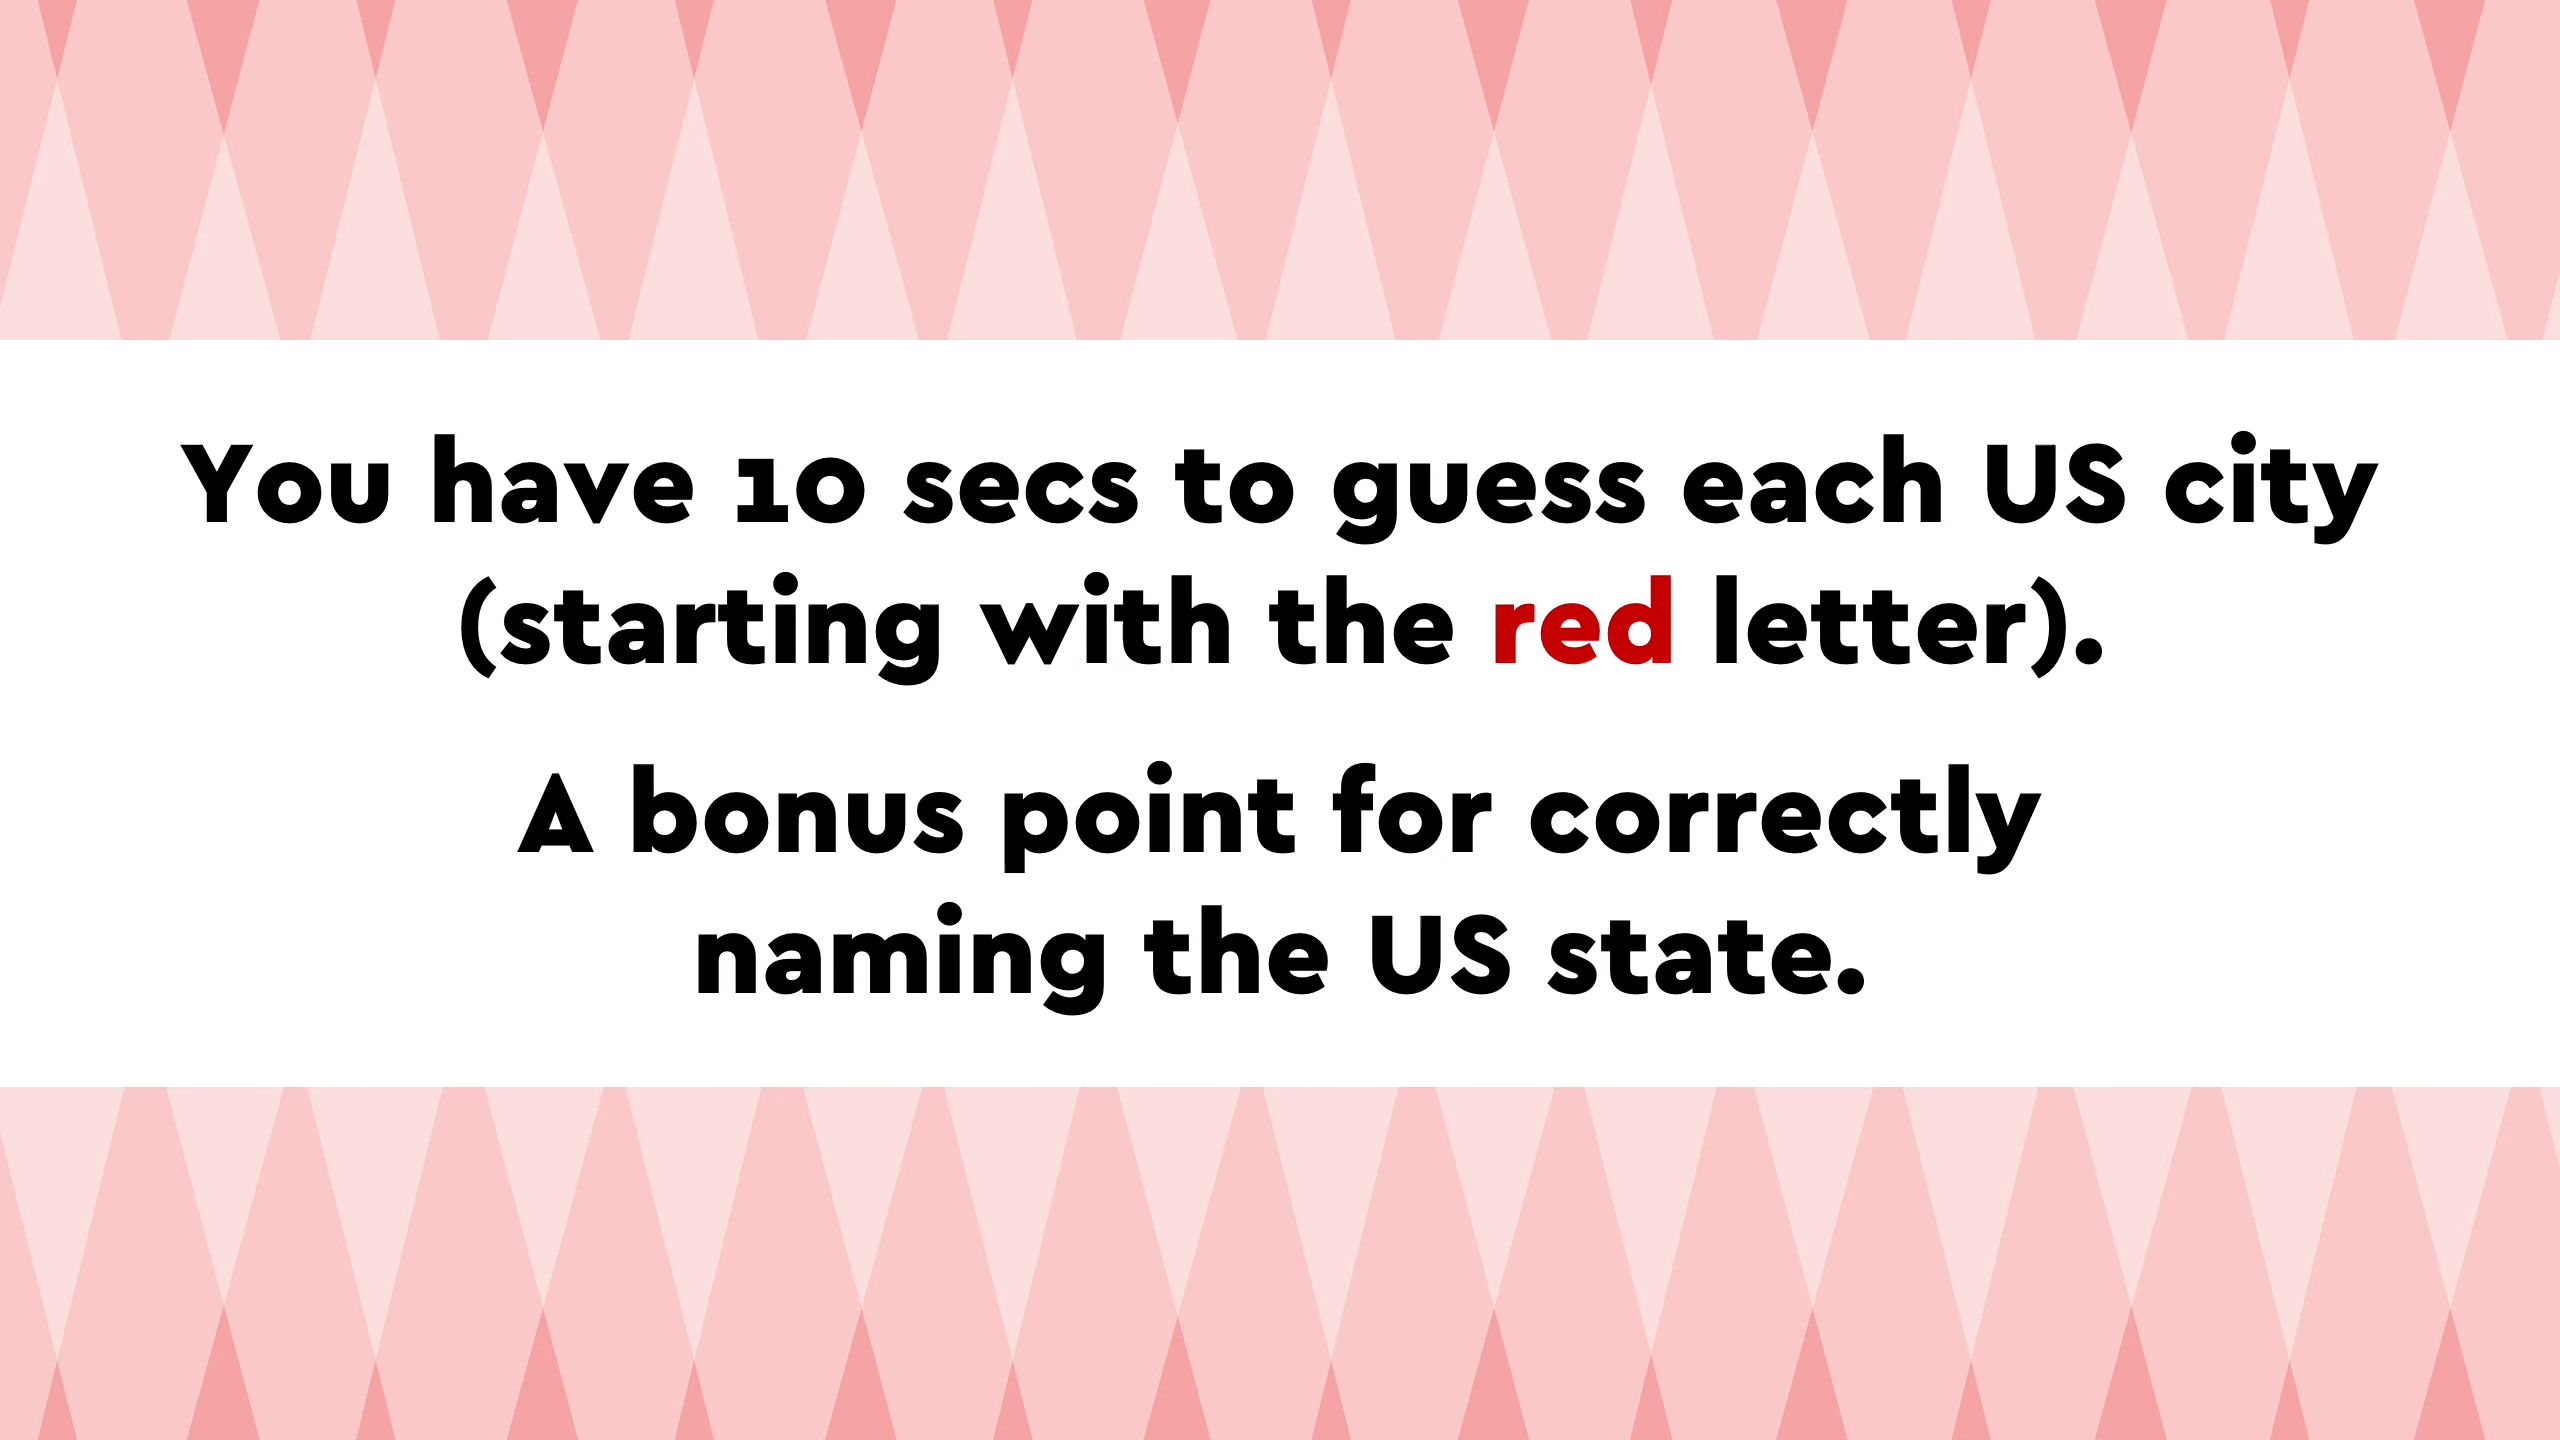 You have 10 secs to guess each US city
(starting with the red letter).
A bonus point for correctly
naming the US state.